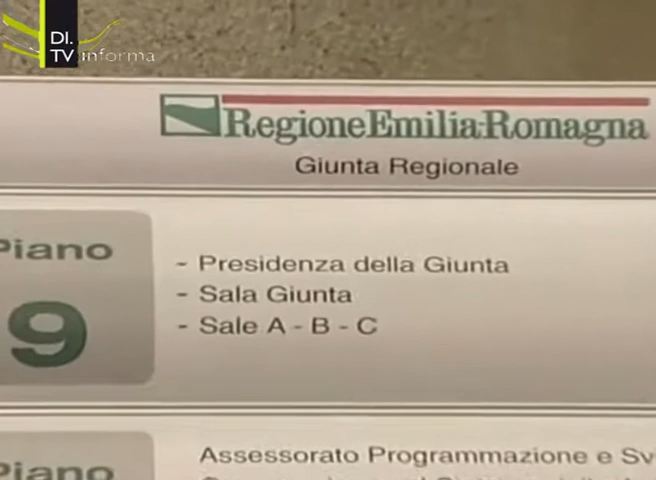 DI.
TV informa
RegioneEmilia-Romagna
Giunta Regionale
Piano
9
- Presidenza della Giunta
- Sala Giunta
- Sale A - B - C
Piano
Assessorato Programmazione e Sv